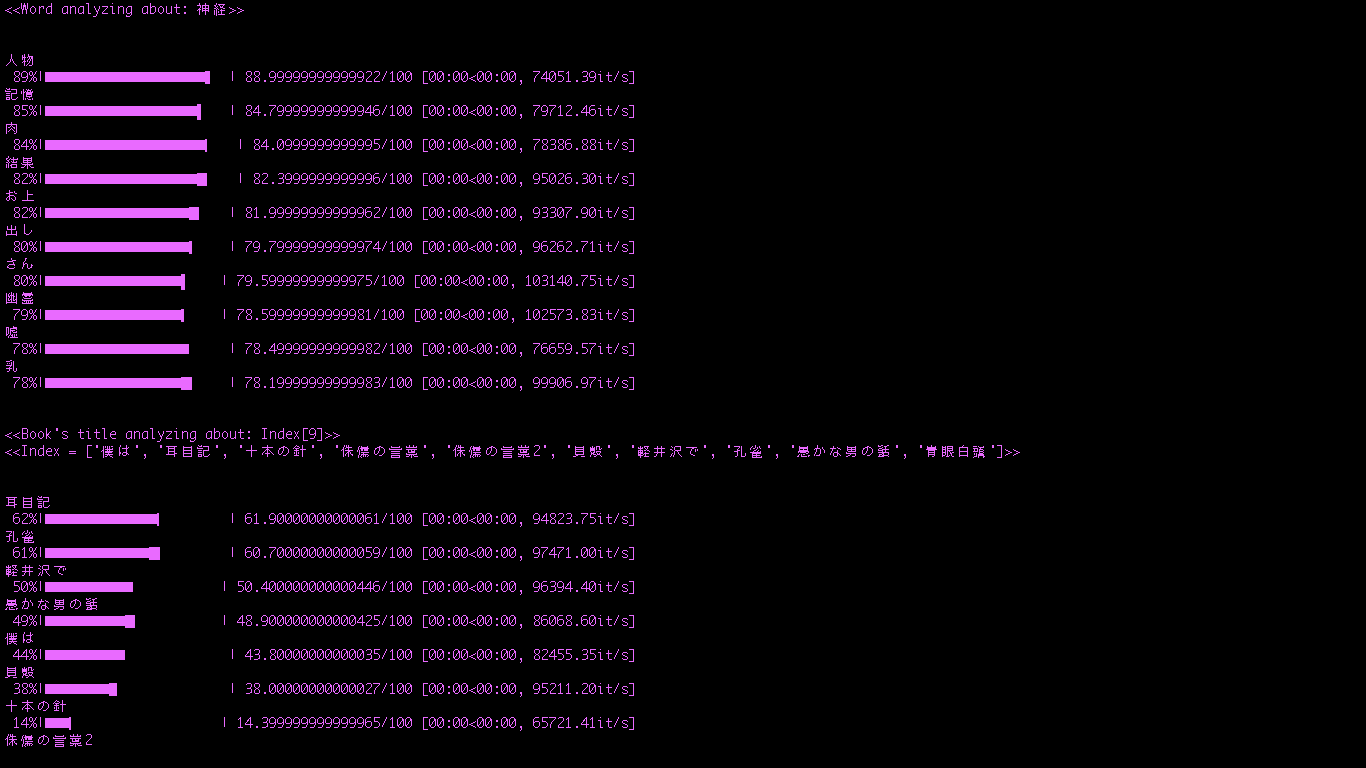 <<Word analyzing about: 神経>>
人物
89%| | 88.99999999999922/100 [00:00<00:00, 74051.39it/s]
記憶
85%| | 84.79999999999946/100 [00:00<00:00, 79712.46it/s]
肉
84%| | 84.0999999999995/100 [00:00<00:00, 78386.88it/s]
結果
82%| | 82.3999999999996/100 [00:00<00:00, 95026.30it/s]
お上
82%| | 81.99999999999962/100 [00:00<00:00, 93307.90it/s]
出し
80%| | 79.79999999999974/100 [00:00<00:00, 96262.71it/s]
さん
80%| | 79.59999999999975/100 [00:00<00:00, 103140.75it/s]
幽霊
79%| | 78.59999999999981/100 [00:00<00:00, 102573.83it/s]
嘘
78%| | 78.49999999999982/100 [00:00<00:00, 76659.57it/s]
乳
78%| | 78.19999999999983/100 [00:00<00:00, 99906.97it/s]
<<Book's title analyzing about: Index[9]>>
<<Index = ['僕は', '耳目記', '十本の針', '侏儒の言葉', '侏儒の言葉2', '貝殻', '軽井沢で', '孔雀', '愚かな男の話', '青眼白頭']>>
耳目記
62%| | 61.90000000000061/100 [00:00<00:00, 94823.75it/s]
孔雀
61%| | 60.70000000000059/100 [00:00<00:00, 97471.00it/s]
軽井沢で
50%| | 50.400000000000446/100 [00:00<00:00, 96394.40it/s]
愚かな男の話
49%| | 48.900000000000425/100 [00:00<00:00, 86068.60it/s]
僕は
44%| | 43.80000000000035/100 [00:00<00:00, 82455.35it/s]
貝殻
38%| | 38.00000000000027/100 [00:00<00:00, 95211.20it/s]
十本の針
14%| | 14.399999999999965/100 [00:00<00:00, 65721.41it/s]
侏儒の言葉2